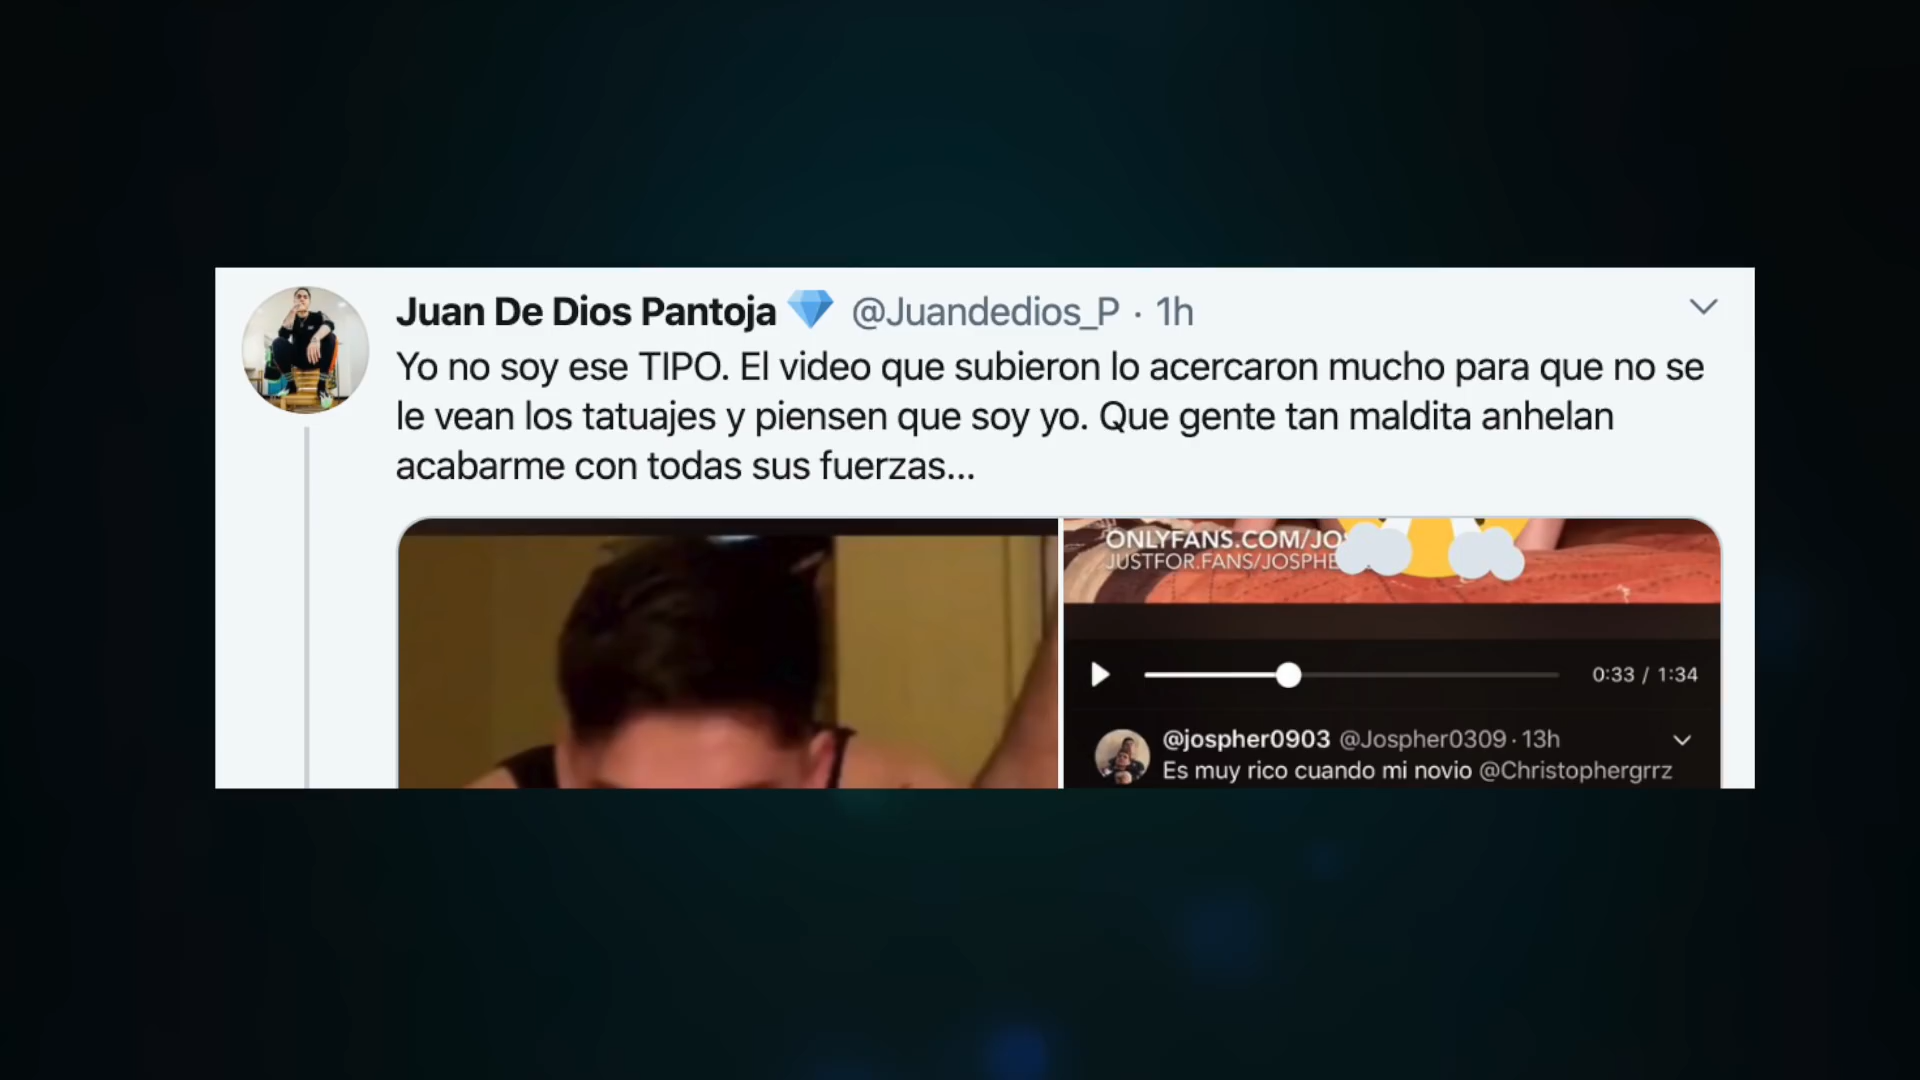 Juan De Dios Pantoja 💎 @Juandedios_P · 1h
Yo no soy ese TIPO. El video que subieron lo acercaron mucho para que no se
le vean los tatuajes y piensen que soy yo. Que gente tan maldita anhelan
acabarme con todas sus fuerzas...
ONLYFANS.COM/JO
JUSTFOR.FANS/JOSPHE
0:33 / 1:34
@jospher0903 @Jospher0309 · 13h
Es muy rico cuando mi novio @Christophergrrz